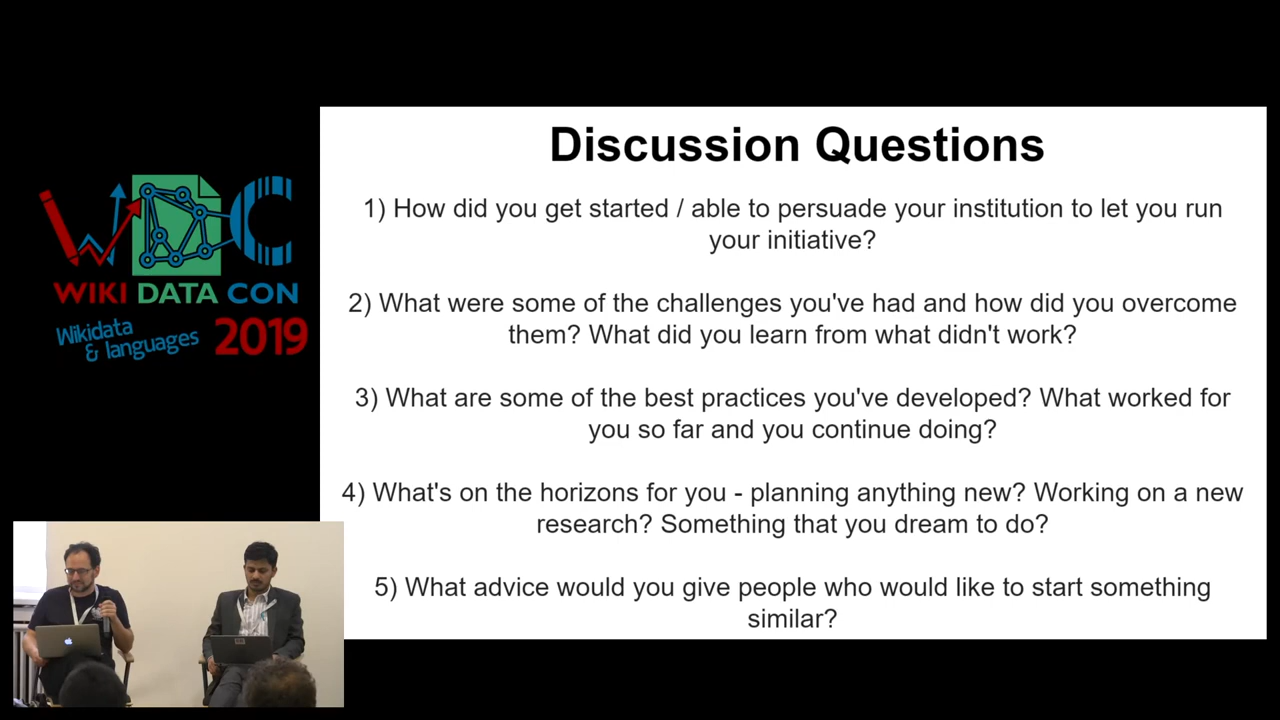 WDC
WIKI DATA CON
Wikidata
& languages
2019
Discussion Questions
1) How did you get started / able to persuade your institution to let you run
your initiative?
2) What were some of the challenges you've had and how did you overcome
them? What did you learn from what didn't work?
3) What are some of the best practices you've developed? What worked for
you so far and you continue doing?
4) What's on the horizons for you - planning anything new? Working on a new
research? Something that you dream to do?
5) What advice would you give people who would like to start something
similar?